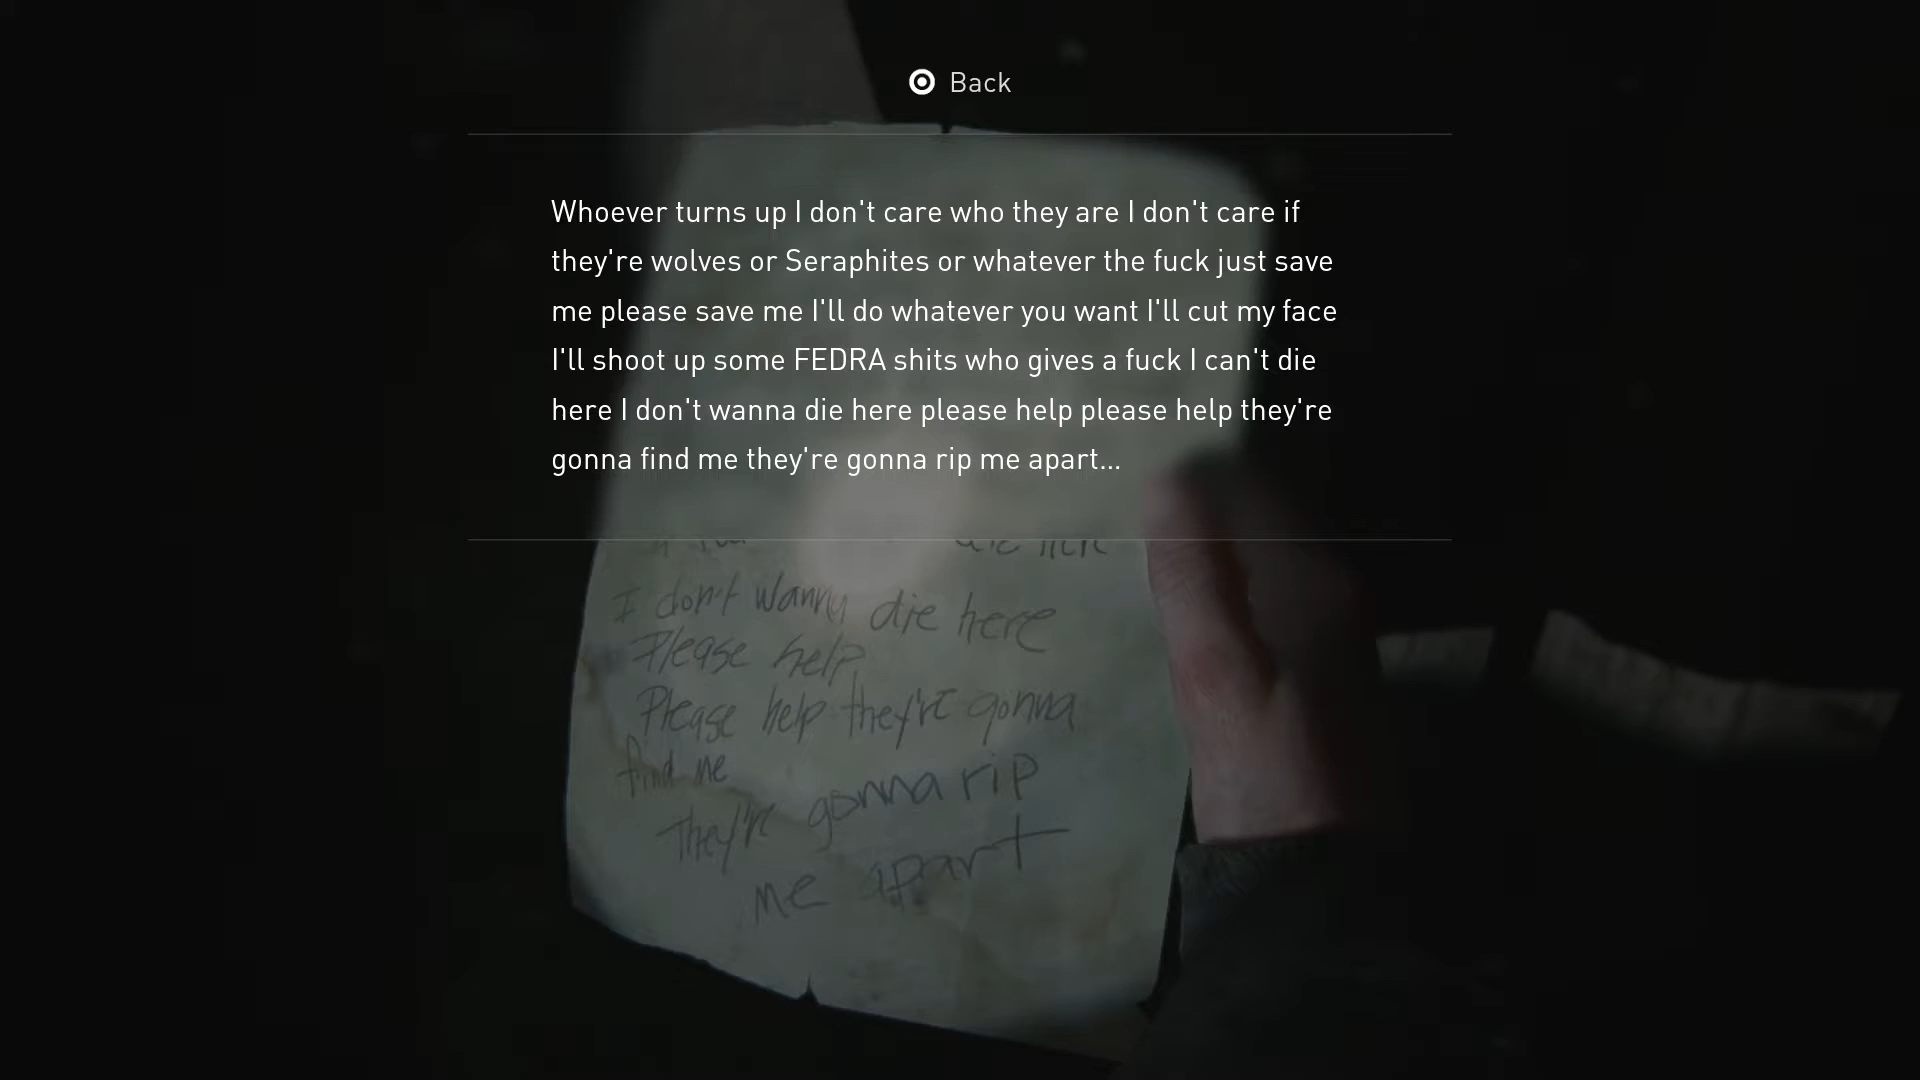 Back
Whoever turns up I don't care who they are I don't care if
they're wolves or Seraphites or whatever the fuck just save
me please save me I'll do whatever you want I'll cut my face
I'll shoot up some FEDRA shits who gives a fuck I can't die
here I don't wanna die here please help please help they're
gonna find me they're gonna rip me apart...
die here
I don't wanna die here
Please help
Please help they're gonna
find me
They're gonna rip
me apart